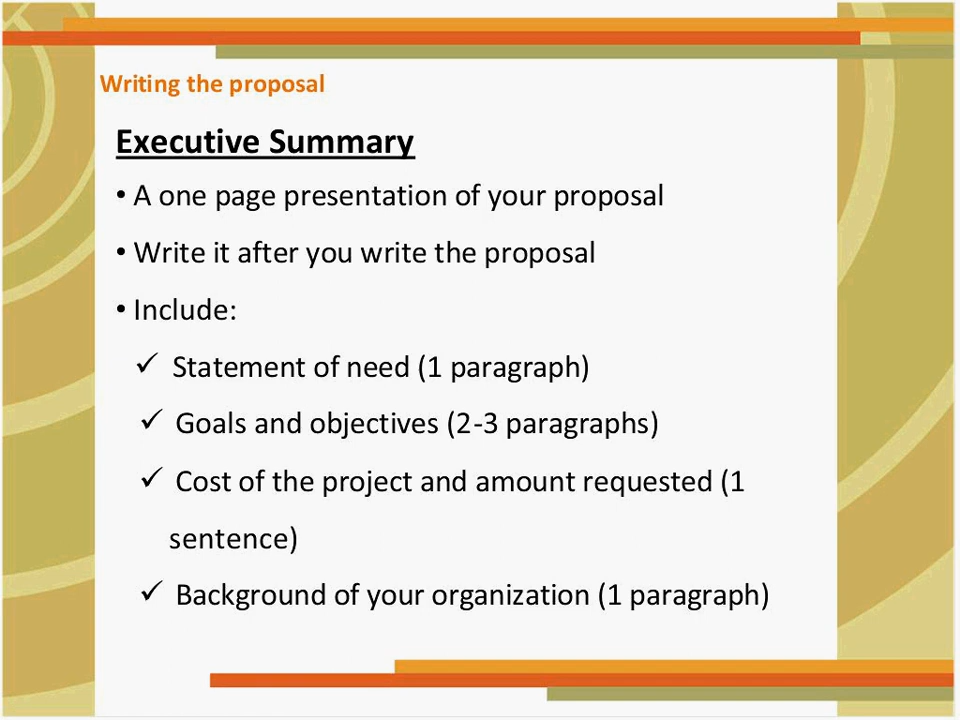 Writing the proposal
Executive Summary
• A one page presentation of your proposal
• Write it after you write the proposal
• Include:
✓ Statement of need (1 paragraph)
✓ Goals and objectives (2-3 paragraphs)
✓ Cost of the project and amount requested (1
sentence)
✓ Background of your organization (1 paragraph)